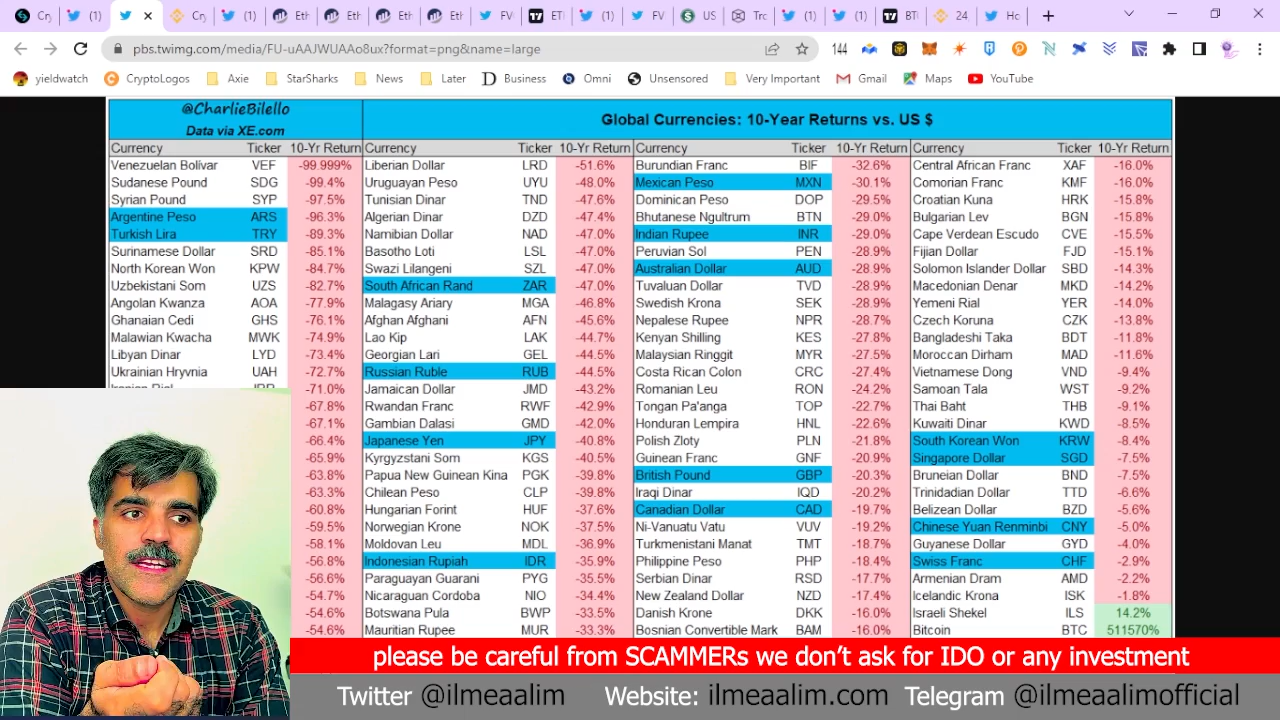 Cry
(1)
Cry
Eth
Eth
Eth
Eth
FV
ETI
(1)
FV
US
Tro
(1)
(1)
BT
24
Ho
pbs.twimg.com/media/FU-uAAJWUAAo8ux?format=png&name=large
144
yieldwatch CryptoLogos Axie StarSharks News Later Business Omni Unsensored Very Important Gmail Maps YouTube
@CharlieBilello
Data via XE.com
Global Currencies: 10-Year Returns vs. US $
Currency Ticker 10-Yr Return Currency Ticker 10-Yr Return Currency Ticker 10-Yr Return Currency Ticker 10-Yr Return
Venezuelan Bolívar VEF -99.999% Liberian Dollar LRD -51.6% Burundian Franc BIF -32.6% Central African Franc XAF -16.0%
Sudanese Pound SDG -99.4% Uruguayan Peso UYU -48.0% Mexican Peso MXN -30.1% Comorian Franc KMF -16.0%
Syrian Pound SYP -97.5% Tunisian Dinar TND -47.6% Dominican Peso DOP -29.5% Croatian Kuna HRK -15.8%
Argentine Peso ARS -96.3% Algerian Dinar DZD -47.4% Bhutanese Ngultrum BTN -29.0% Bulgarian Lev BGN -15.8%
Turkish Lira TRY -89.3% Namibian Dollar NAD -47.0% Indian Rupee INR -29.0% Cape Verdean Escudo CVE -15.5%
Surinamese Dollar SRD -85.1% Basotho Loti LSL -47.0% Peruvian Sol PEN -28.9% Fijian Dollar FJD -15.1%
North Korean Won KPW -84.7% Swazi Lilangeni SZL -47.0% Australian Dollar AUD -28.9% Solomon Islander Dollar SBD -14.3%
Uzbekistani Som UZS -82.7% South African Rand ZAR -47.0% Tuvaluan Dollar TVD -28.9% Macedonian Denar MKD -14.2%
Angolan Kwanza AOA -77.9% Malagasy Ariary MGA -46.8% Swedish Krona SEK -28.9% Yemeni Rial YER -14.0%
Ghanaian Cedi GHS -76.1% Afghan Afghani AFN -45.6% Nepalese Rupee NPR -28.7% Czech Koruna CZK -13.8%
Malawian Kwacha MWK -74.9% Lao Kip LAK -44.7% Kenyan Shilling KES -27.8% Bangladeshi Taka BDT -11.8%
Libyan Dinar LYD -73.4% Georgian Lari GEL -44.5% Malaysian Ringgit MYR -27.5% Moroccan Dirham MAD -11.6%
Ukrainian Hryvnia UAH -72.7% Russian Ruble RUB -44.5% Costa Rican Colon CRC -27.4% Vietnamese Dong VND -9.4%
Iranian Rial IRR -71.0% Jamaican Dollar JMD -43.2% Romanian Leu RON -24.2% Samoan Tala WST -9.2%
-67.8% Rwandan Franc RWF -42.9% Tongan Pa'anga TOP -22.7% Thai Baht THB -9.1%
-67.1% Gambian Dalasi GMD -42.0% Honduran Lempira HNL -22.6% Kuwaiti Dinar KWD -8.5%
-66.4% Japanese Yen JPY -40.8% Polish Zloty PLN -21.8% South Korean Won KRW -8.4%
-65.9% Kyrgyzstani Som KGS -40.5% Guinean Franc GNF -20.9% Singapore Dollar SGD -7.5%
-63.8% Papua New Guinean Kina PGK -39.8% British Pound GBP -20.3% Bruneian Dollar BND -7.5%
-63.3% Chilean Peso CLP -39.8% Iraqi Dinar IQD -20.2% Trinidadian Dollar TTD -6.6%
-60.8% Hungarian Forint HUF -37.6% Canadian Dollar CAD -19.7% Belizean Dollar BZD -5.6%
-59.5% Norwegian Krone NOK -37.5% Ni-Vanuatu Vatu VUV -19.2% Chinese Yuan Renminbi CNY -5.0%
-58.1% Moldovan Leu MDL -36.9% Turkmenistani Manat TMT -18.7% Guyanese Dollar GYD -4.0%
-56.8% Indonesian Rupiah IDR -35.9% Philippine Peso PHP -18.4% Swiss Franc CHF -2.9%
-56.6% Paraguayan Guarani PYG -35.5% Serbian Dinar RSD -17.7% Armenian Dram AMD -2.2%
-54.7% Nicaraguan Cordoba NIO -34.4% New Zealand Dollar NZD -17.4% Icelandic Krona ISK -1.8%
-54.6% Botswana Pula BWP -33.5% Danish Krone DKK -16.0% Israeli Shekel ILS 14.2%
-54.6% Mauritian Rupee MUR -33.3% Bosnian Convertible Mark BAM -16.0% Bitcoin BTC 511570%
please be careful from SCAMMERs we don't ask for IDO or any investment
Twitter @ilmeaalim Website: ilmeaalim.com Telegram @ilmeaalimofficial